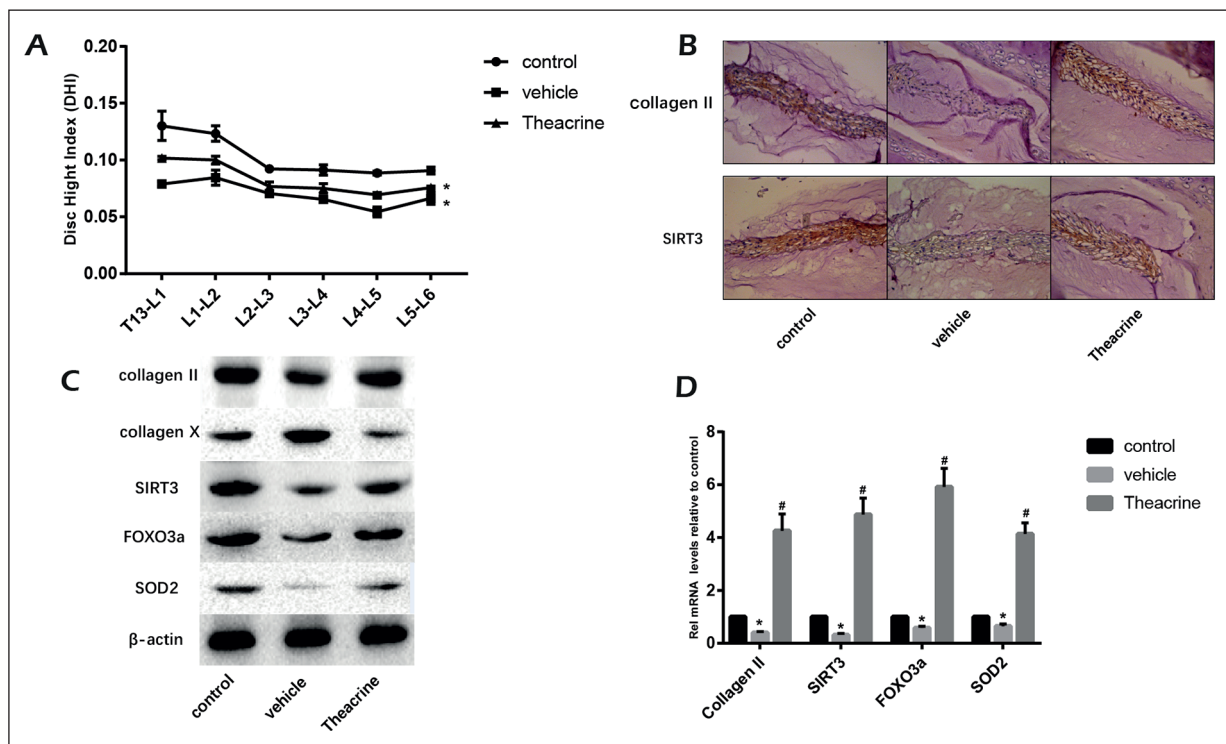 A
0.20
0.15
0.10
0.05
0.00
Disc Hight Index (DHI)
T13-L1
L1-L2
L2-L3
L3-L4
L4-L5
L5-L6
*
*
control
vehicle
Theacrine
B
collagen II
SIRT3
control
vehicle
Theacrine
C
collagen II
collagen X
SIRT3
FOXO3a
SOD2
β-actin
control
vehicle
Theacrine
D
8
6
4
2
0
Rel mRNA levels relative to control
* # * # * # * #
Collagen II
SIRT3
FOXO3a
SOD2
control
vehicle
Theacrine